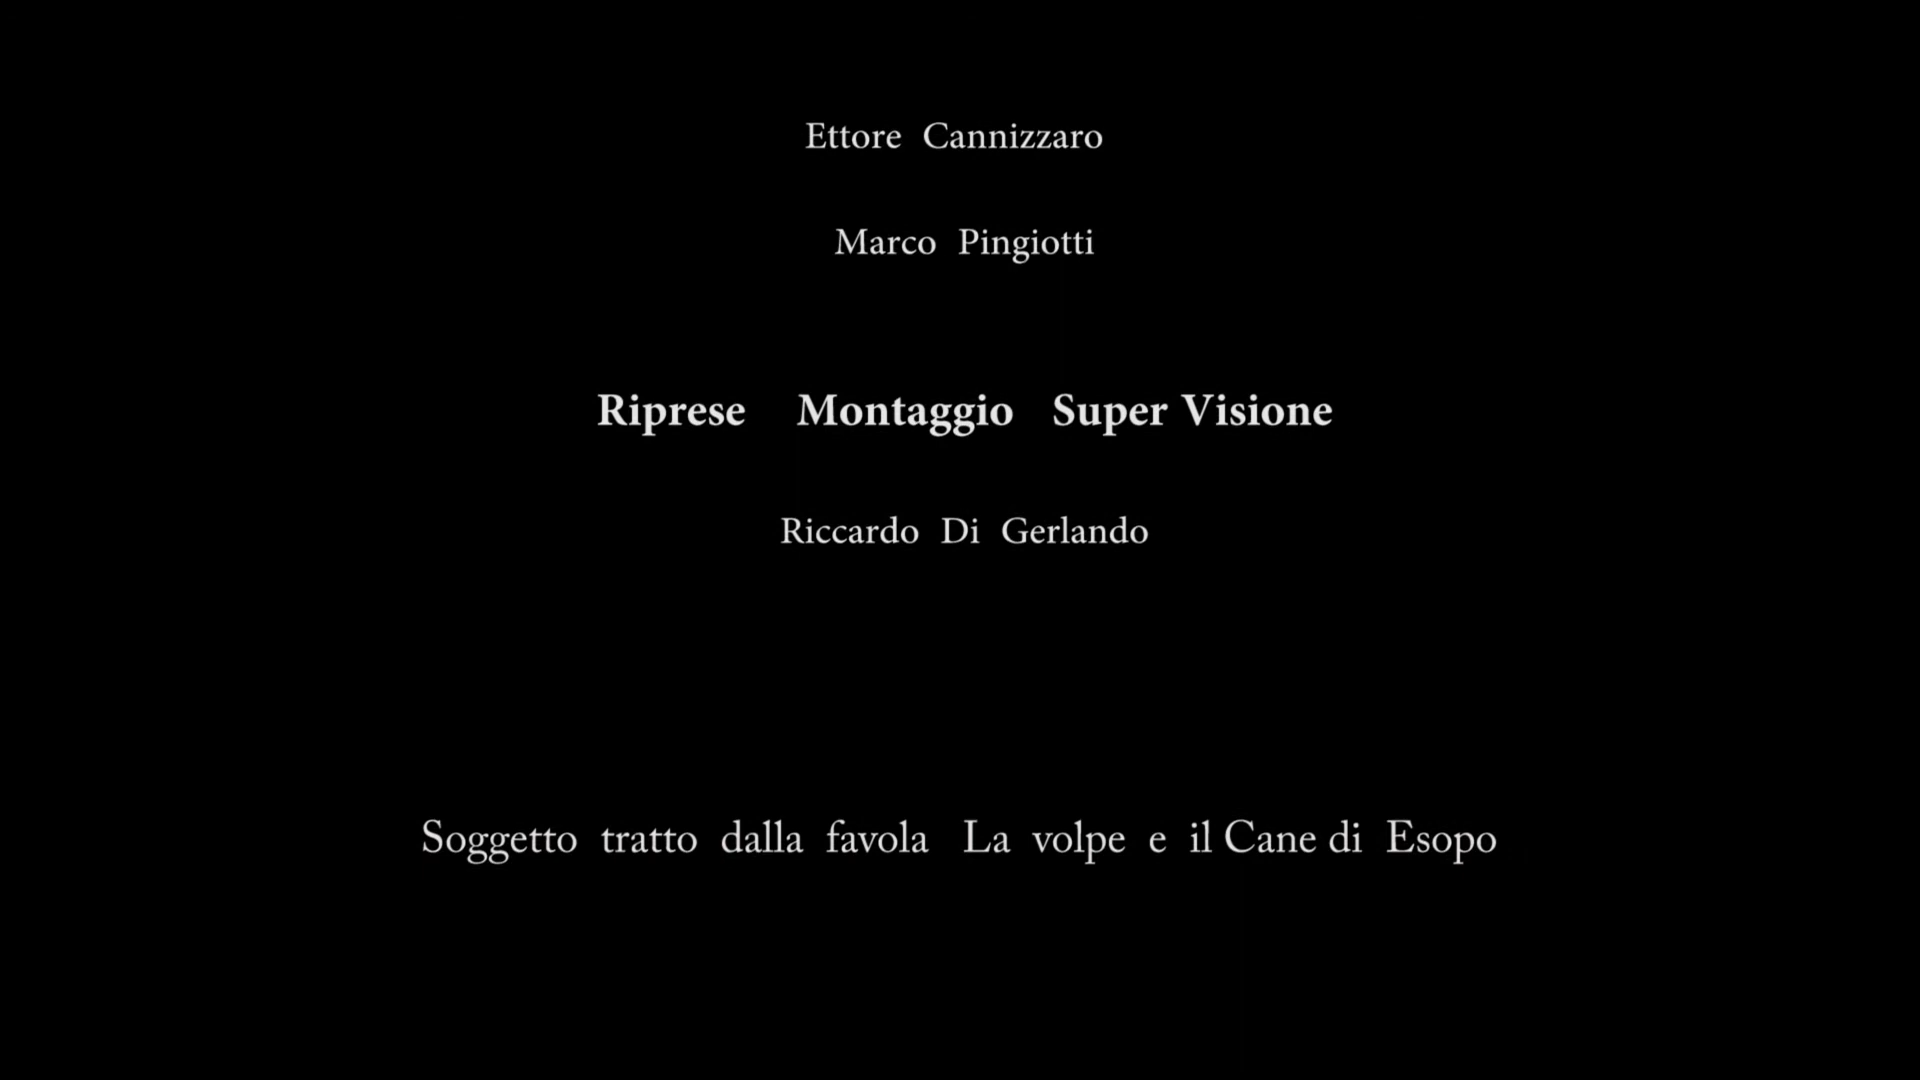 Ettore Cannizzaro
Marco Pingiotti
Riprese Montaggio Super Visione
Riccardo Di Gerlando
Soggetto tratto dalla favola La volpe e il Cane di Esopo